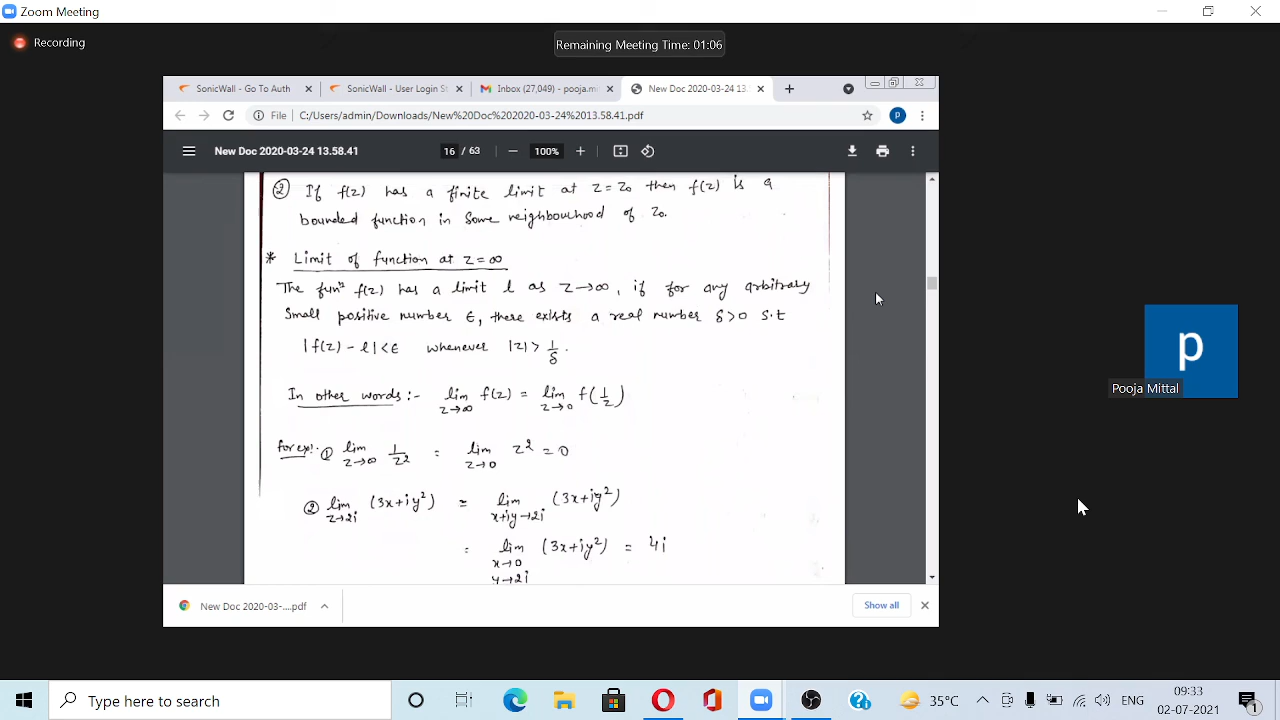 Zoom Meeting
Recording
Remaining Meeting Time: 01:06
SonicWall - Go To Auth
SonicWall - User Login St
Inbox (27,049) - pooja.m
New Doc 2020-03-24 13.
File C:/Users/admin/Downloads/New%20Doc%202020-03-24%2013.58.41.pdf
p
New Doc 2020-03-24 13.58.41
16 / 63
100%
② If f(z) has a finite limit at z=z₀ then f(z) is a
bounded function in some neighbourhood of z₀.
* Limit of function at z=∞
The funⁿ f(z) has a limit l as z→∞, if for any arbitrary
small positive number ε, there exists a real number δ>0 s.t
|f(z)-l|<ε whenever |z|> 1/δ.
In other words:- lim z→∞ f(z) = lim z→0 f(1/z)
for exp:- ① lim z→∞ 1/z² = lim z→0 z² = 0
② lim z→2i (3x+iy²) = lim x+iy→2i (3x+iy²)
= lim x→0 y→2i (3x+iy²) = 4i
p
Pooja Mittal
New Doc 2020-03-....pdf
Show all
Type here to search
35°C
ENG
09:33
02-07-2021
1